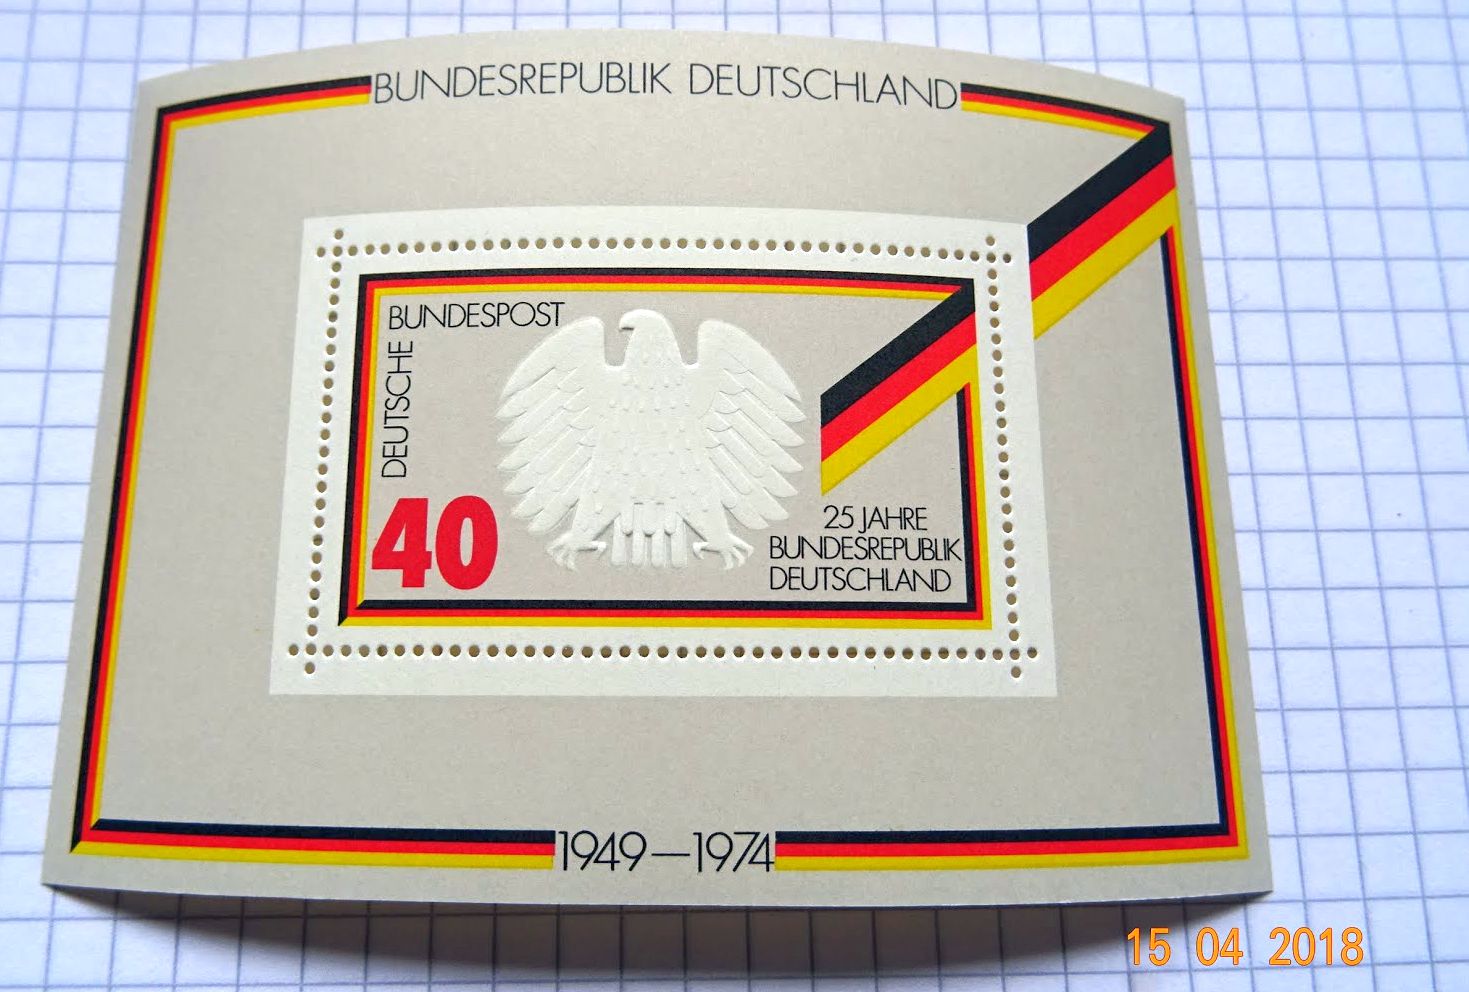 BUNDESREPUBLIK DEUTSCHLAND
DEUTSCHE
BUNDESPOST
40
25 JAHRE
BUNDESREPUBLIK
DEUTSCHLAND
1949—1974
15 04 2018